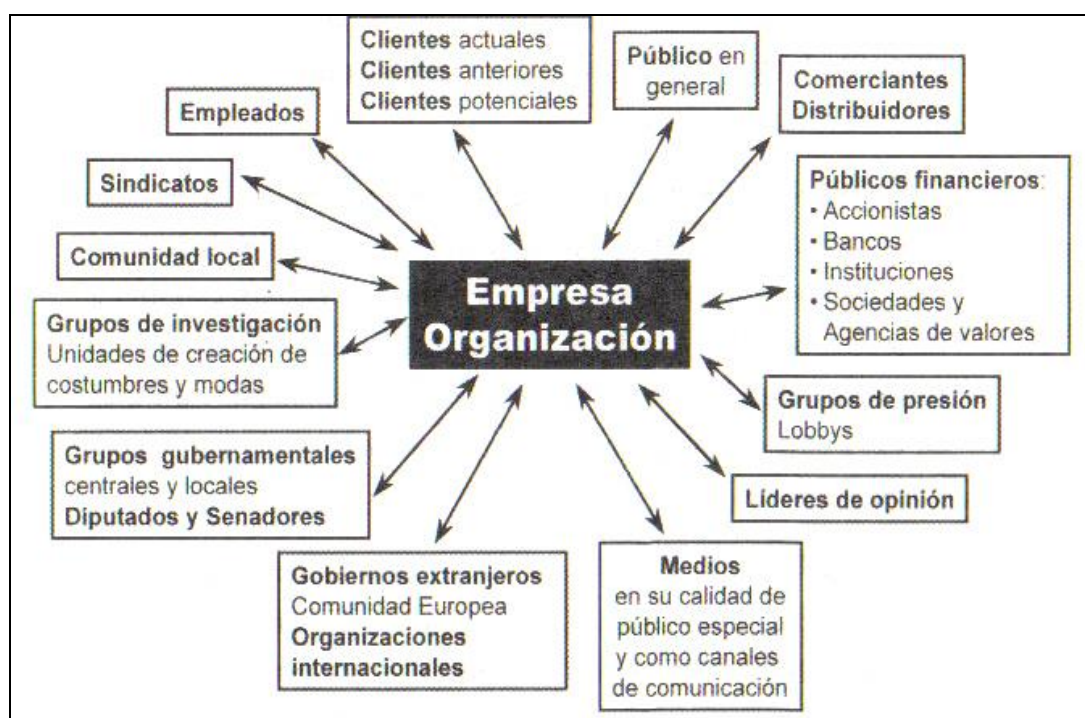 Clientes actuales
Clientes anteriores
Clientes potenciales
Público en
general
Comerciantes
Distribuidores
Empleados
Sindicatos
Comunidad local
Grupos de investigación
Unidades de creación de
costumbres y modas
Grupos gubernamentales
centrales y locales
Diputados y Senadores
Gobiernos extranjeros
Comunidad Europea
Organizaciones
internacionales
Empresa
Organización
Públicos financieros:
• Accionistas
• Bancos
• Instituciones
• Sociedades y
Agencias de valores
Grupos de presión
Lobbys
Líderes de opinión
Medios
en su calidad de
público especial
y como canales
de comunicación